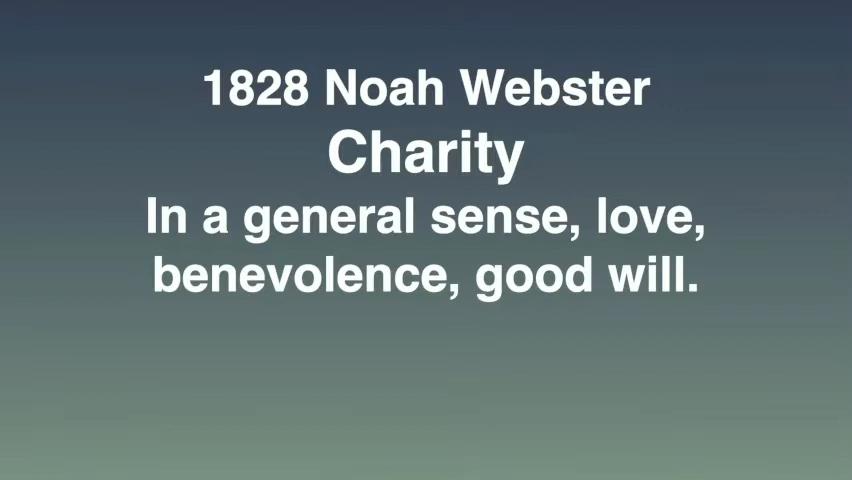 1828 Noah Webster
Charity
In a general sense, love,
benevolence, good will.